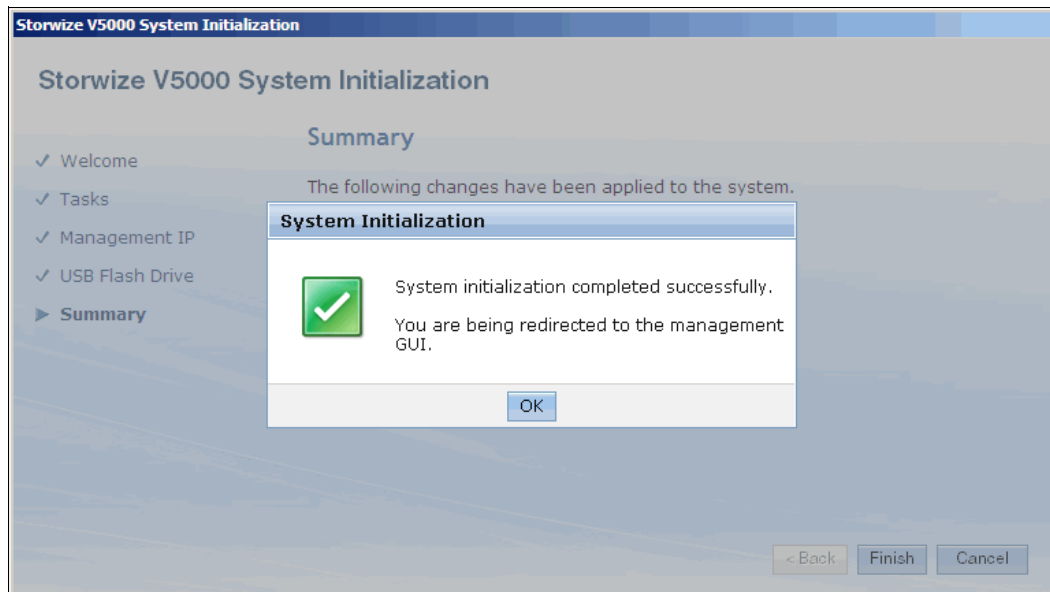 Storwize V5000 System Initialization
Storwize V5000 System Initialization
Welcome
Tasks
Management IP
USB Flash Drive
Summary
Summary
The following changes have been applied to the system.
System Initialization
System initialization completed successfully.
You are being redirected to the management
GUI.
OK
< Back
Finish
Cancel